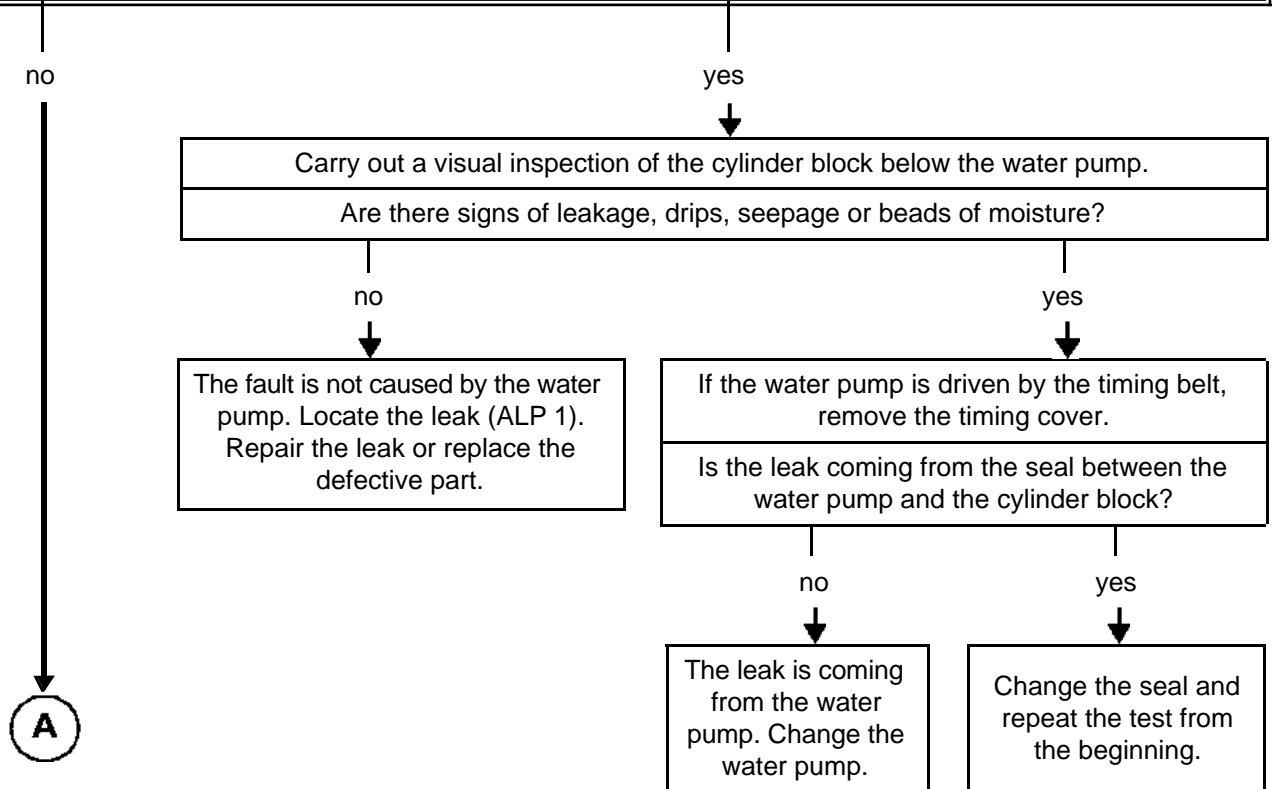 no
yes
Carry out a visual inspection of the cylinder block below the water pump.
Are there signs of leakage, drips, seepage or beads of moisture?
no
yes
The fault is not caused by the water
pump. Locate the leak (ALP 1).
Repair the leak or replace the
defective part.
If the water pump is driven by the timing belt,
remove the timing cover.
Is the leak coming from the seal between the
water pump and the cylinder block?
no
yes
The leak is coming
from the water
pump. Change the
water pump.
Change the seal and
repeat the test from
the beginning.
A